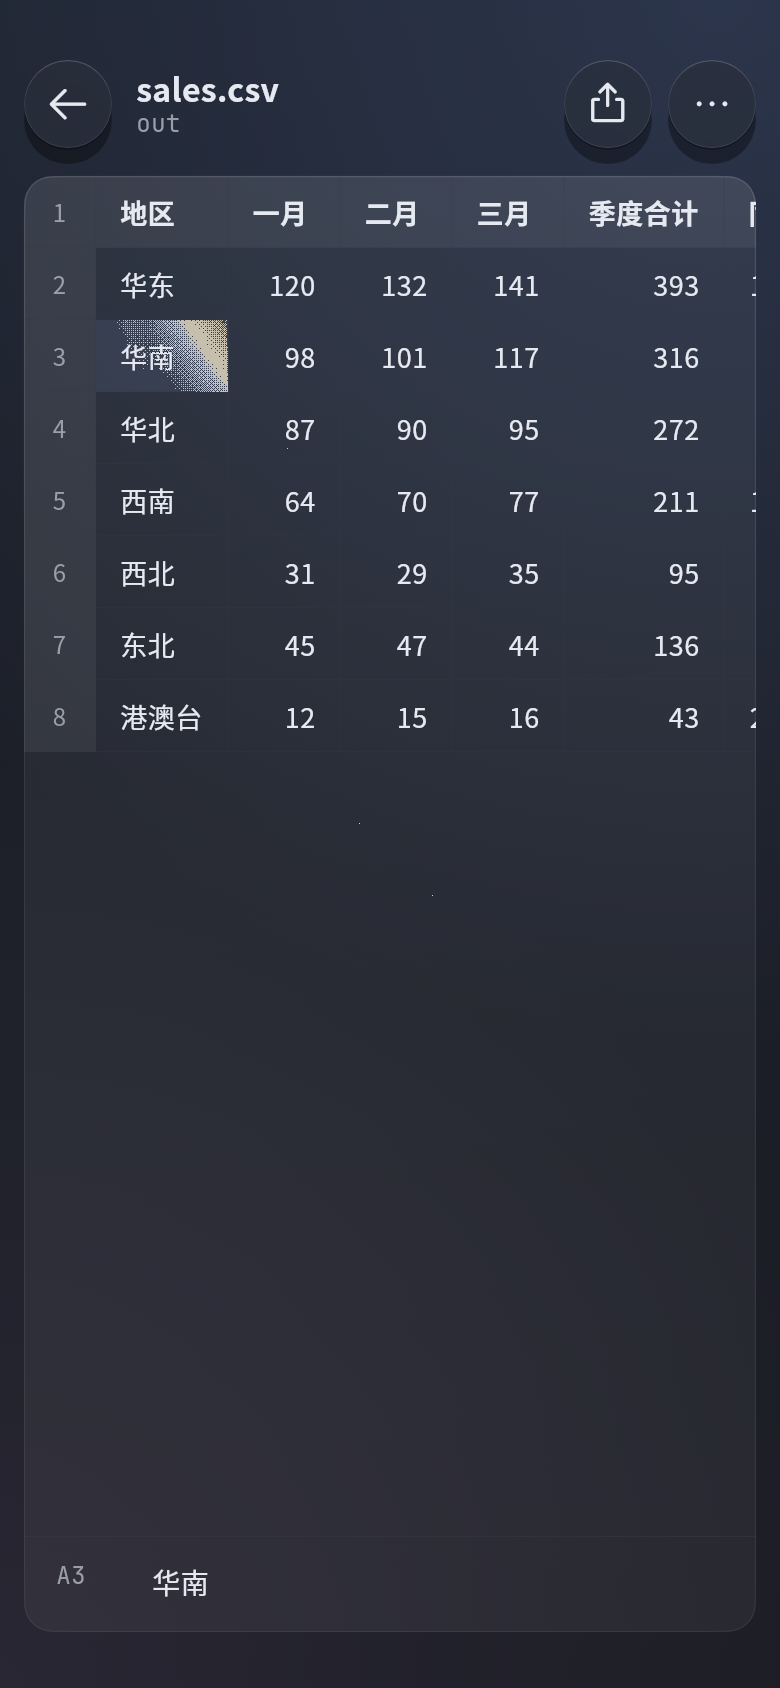 sales.csv
out
1 地区 一月 二月 三月 季度合计
2 华东 120 132 141 393
3 华南 98 101 117 316
4 华北 87 90 95 272
5 西南 64 70 77 211
6 西北 31 29 35 95
7 东北 45 47 44 136
8 港澳台 12 15 16 43
A3 华南